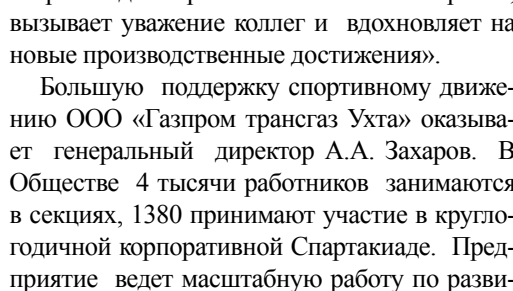 вызывает уважение коллег и вдохновляет на
новые производственные достижения».
Большую поддержку спортивному движе-
нию ООО «Газпром трансгаз Ухта» оказыва-
ет генеральный директор А.А. Захаров. В
Обществе 4 тысячи работников занимаются
в секциях, 1380 принимают участие в кругло-
годичной корпоративной Спартакиаде. Пред-
приятие ведет масштабную работу по разви-